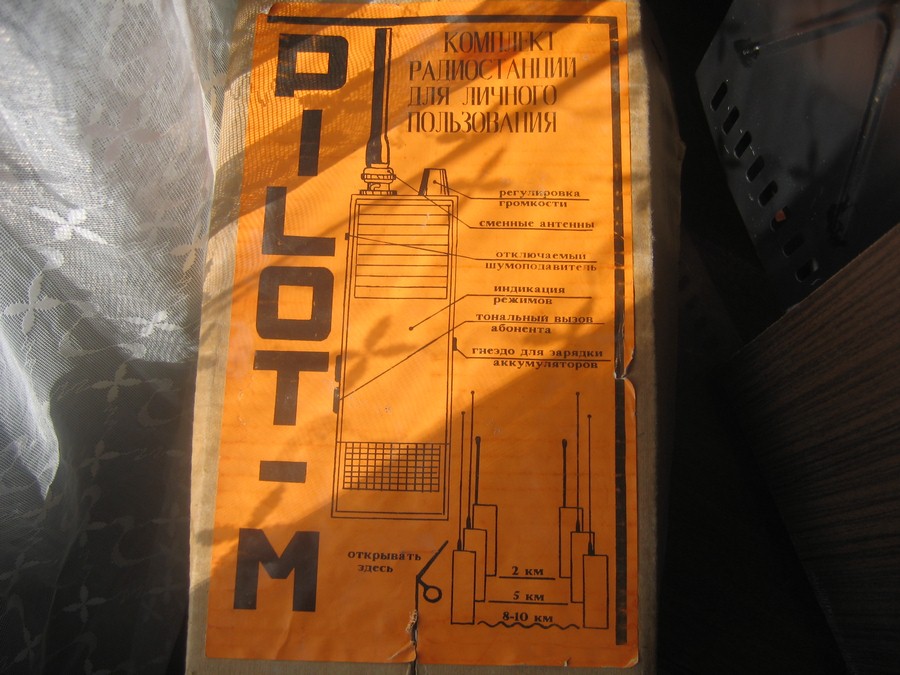 PILOT-M
КОМПЛЕКТ
РАДИОСТАНЦИЙ
ДЛЯ ЛИЧНОГО
ПОЛЬЗОВАНИЯ
регулировка
громкости
сменные антенны
отключаемый
шумоподавитель
индикация
режимов
тональный вызов
абонента
гнездо для зарядки
аккумуляторов
открывать
здесь
2 км
5 км
8-10 км